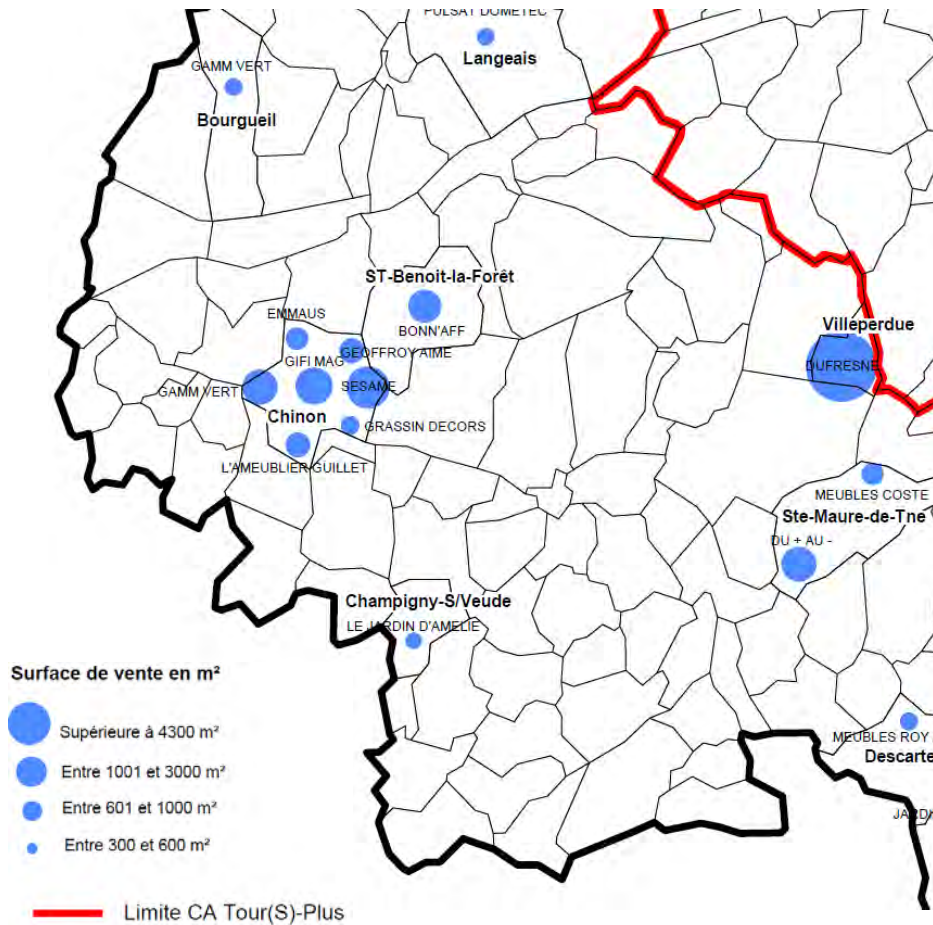 PULSAT DOMETEC
Langeais
GAMM VERT
Bourgueil
ST-Benoit-la-Forêt
BONN'AFF
EMMAUS
GEOFFROY AIME
GIFI MAG
GAMM VERT
SESAME
Chinon
GRASSIN DECORS
L'AMEUBLIER GUILLET
Villeperdue
DUFRESNE
MEUBLES COSTE
Ste-Maure-de-Tne
DU + AU -
Champigny-S/Veude
LE JARDIN D'AMELIE
MEUBLES ROY
Descarte
JARDI
Surface de vente en m²
Supérieure à 4300 m²
Entre 1001 et 3000 m²
Entre 601 et 1000 m²
Entre 300 et 600 m²
Limite CA Tour(S)-Plus